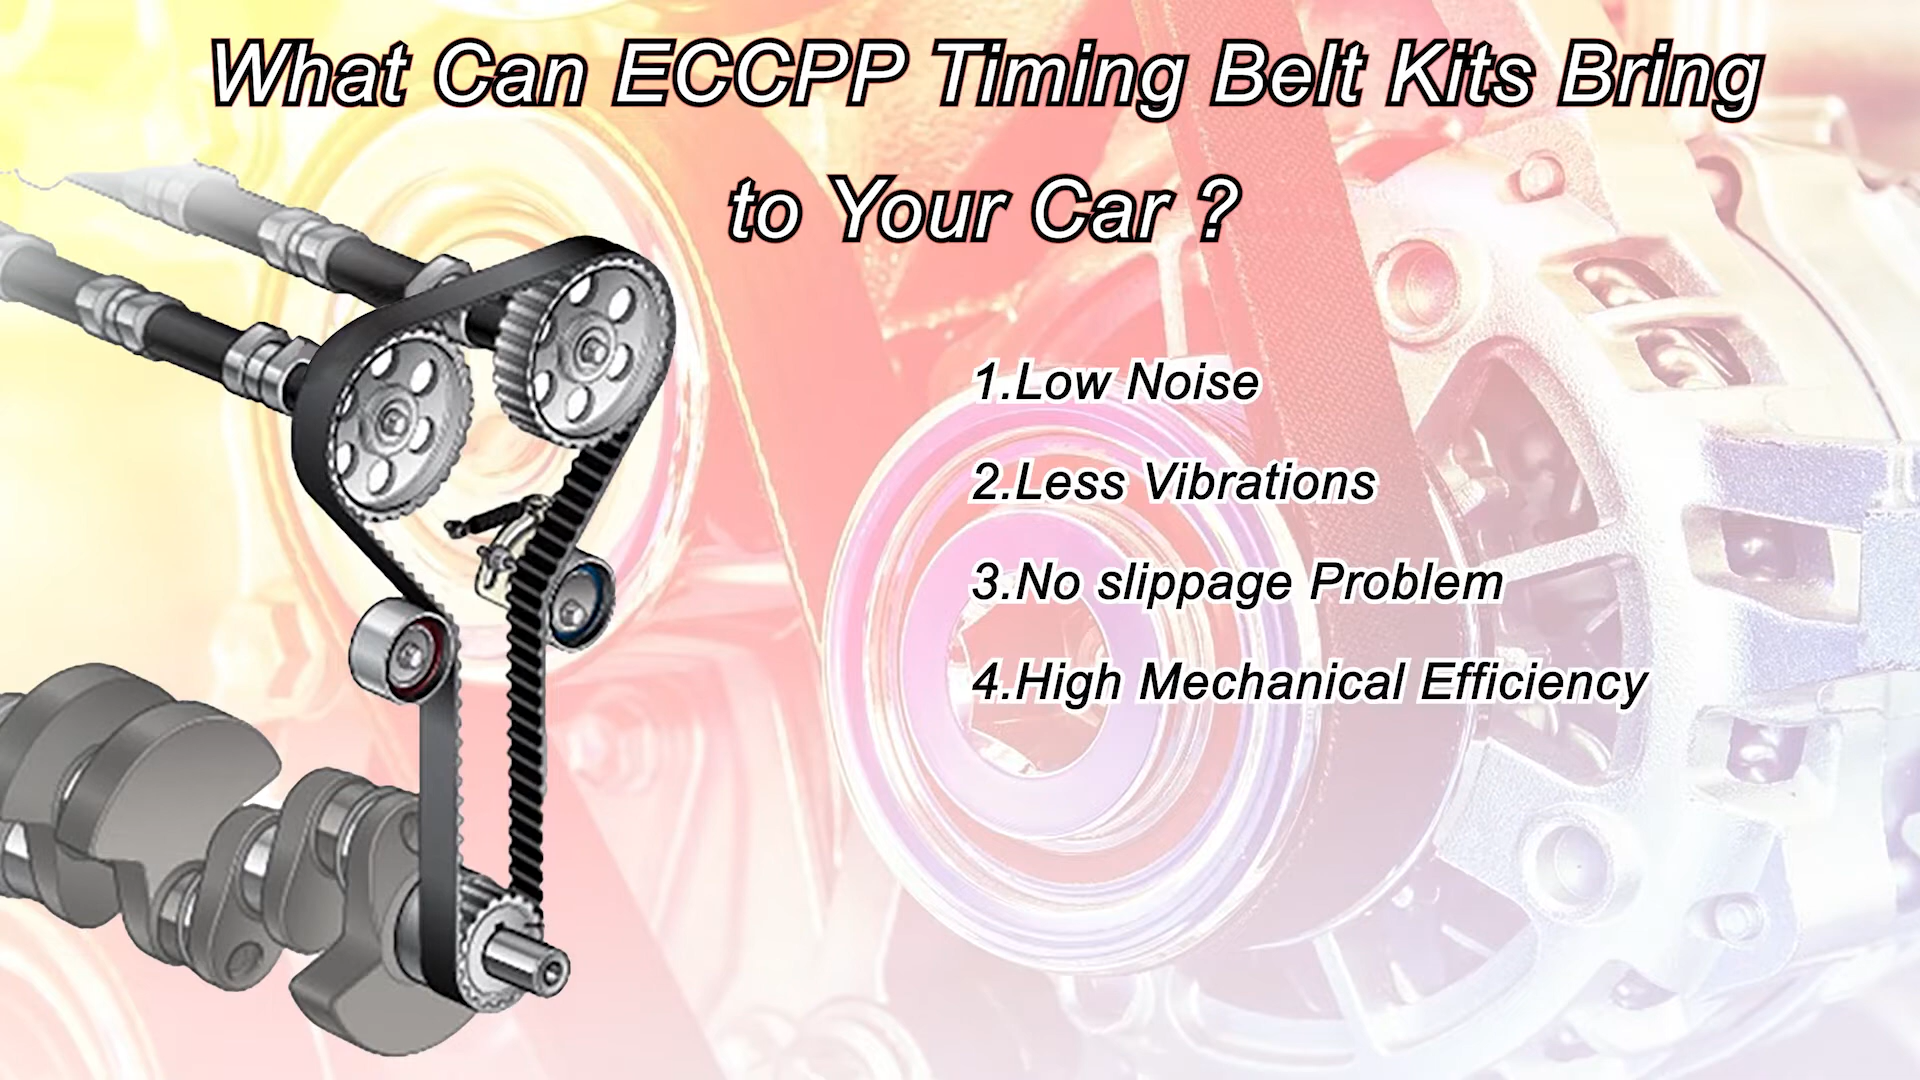 What Can ECCPP Timing Belt Kits Bring
to Your Car ?
1.Low Noise
2.Less Vibrations
3.No slippage Problem
4.High Mechanical Efficiency